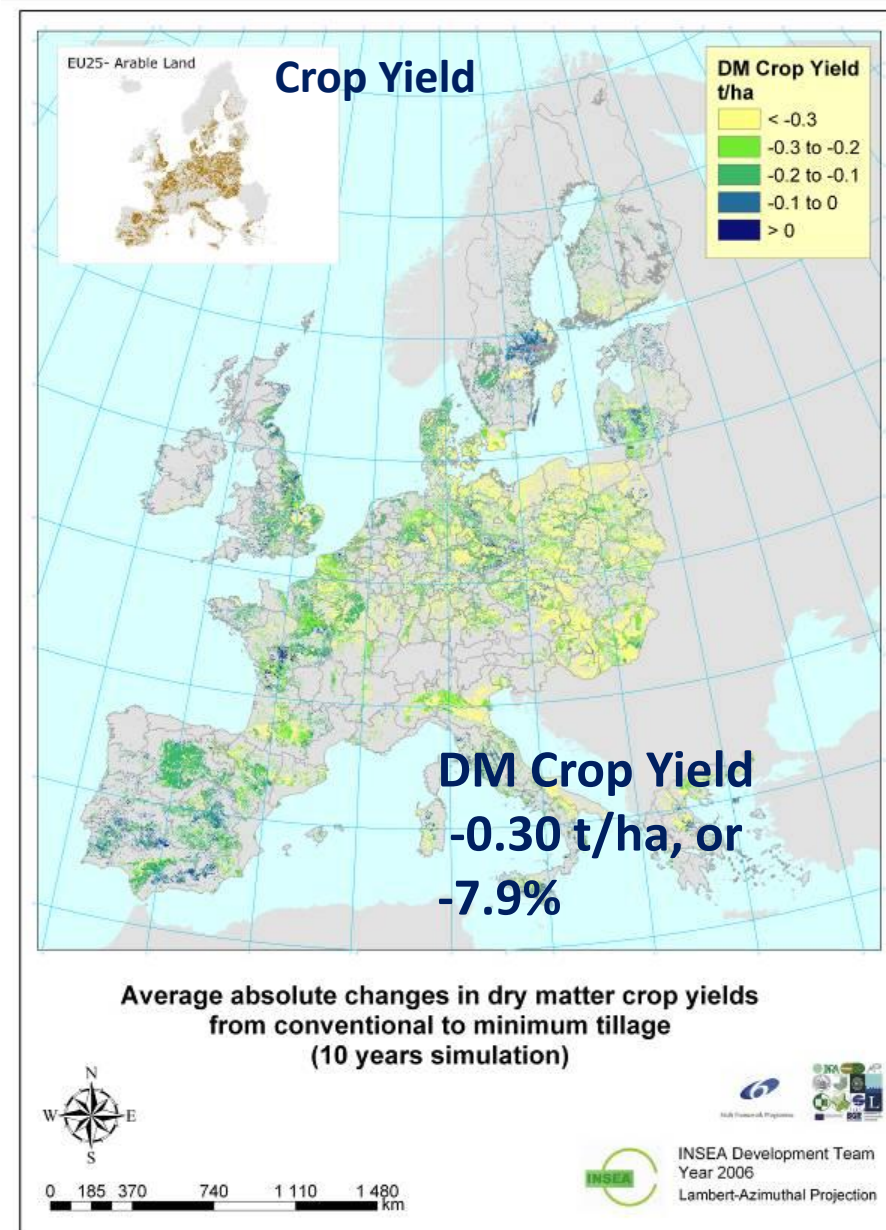 EU25- Arable Land
Crop Yield
DM Crop Yield
t/ha
< -0.3
-0.3 to -0.2
-0.2 to -0.1
-0.1 to 0
> 0
DM Crop Yield
-0.30 t/ha, or
-7.9%
Average absolute changes in dry matter crop yields
from conventional to minimum tillage
(10 years simulation)
N
W E
S
0 185 370 740 1 110 1 480
km
INSEA
INSEA Development Team
Year 2006
Lambert-Azimuthal Projection